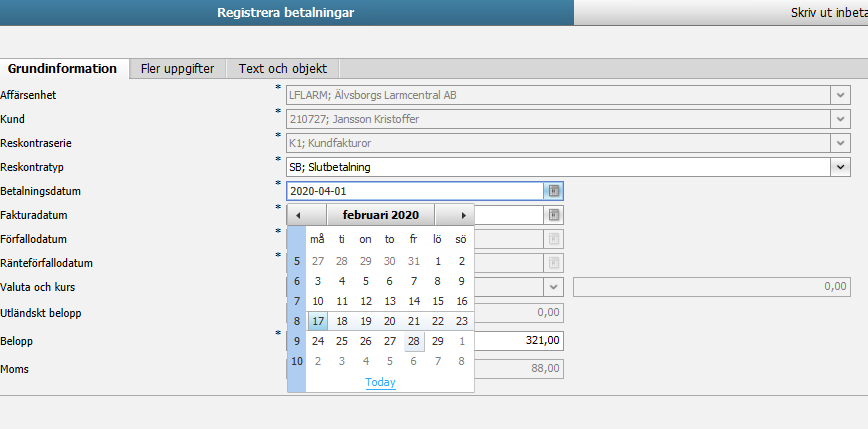 Registrera betalningar
Skriv ut inbeta
Grundinformation Fler uppgifter Text och objekt
Affärsenhet * LFLARM; Älvsborgs Larmcentral AB
Kund * 210727; Jansson Kristoffer
Reskontraserie * K1; Kundfakturor
Reskontratyp * SB; Slutbetalning
Betalningsdatum * 2020-04-01
Fakturadatum *
Förfallodatum *
Ränteförfallodatum *
Valuta och kurs 0,00
Utländskt belopp 0,00
Belopp * 321,00
Moms 88,00
februari 2020
må ti on to fr lö sö
5 27 28 29 30 31 1 2
6 3 4 5 6 7 8 9
7 10 11 12 13 14 15 16
8 17 18 19 20 21 22 23
9 24 25 26 27 28 29 1
10 2 3 4 5 6 7 8
Today